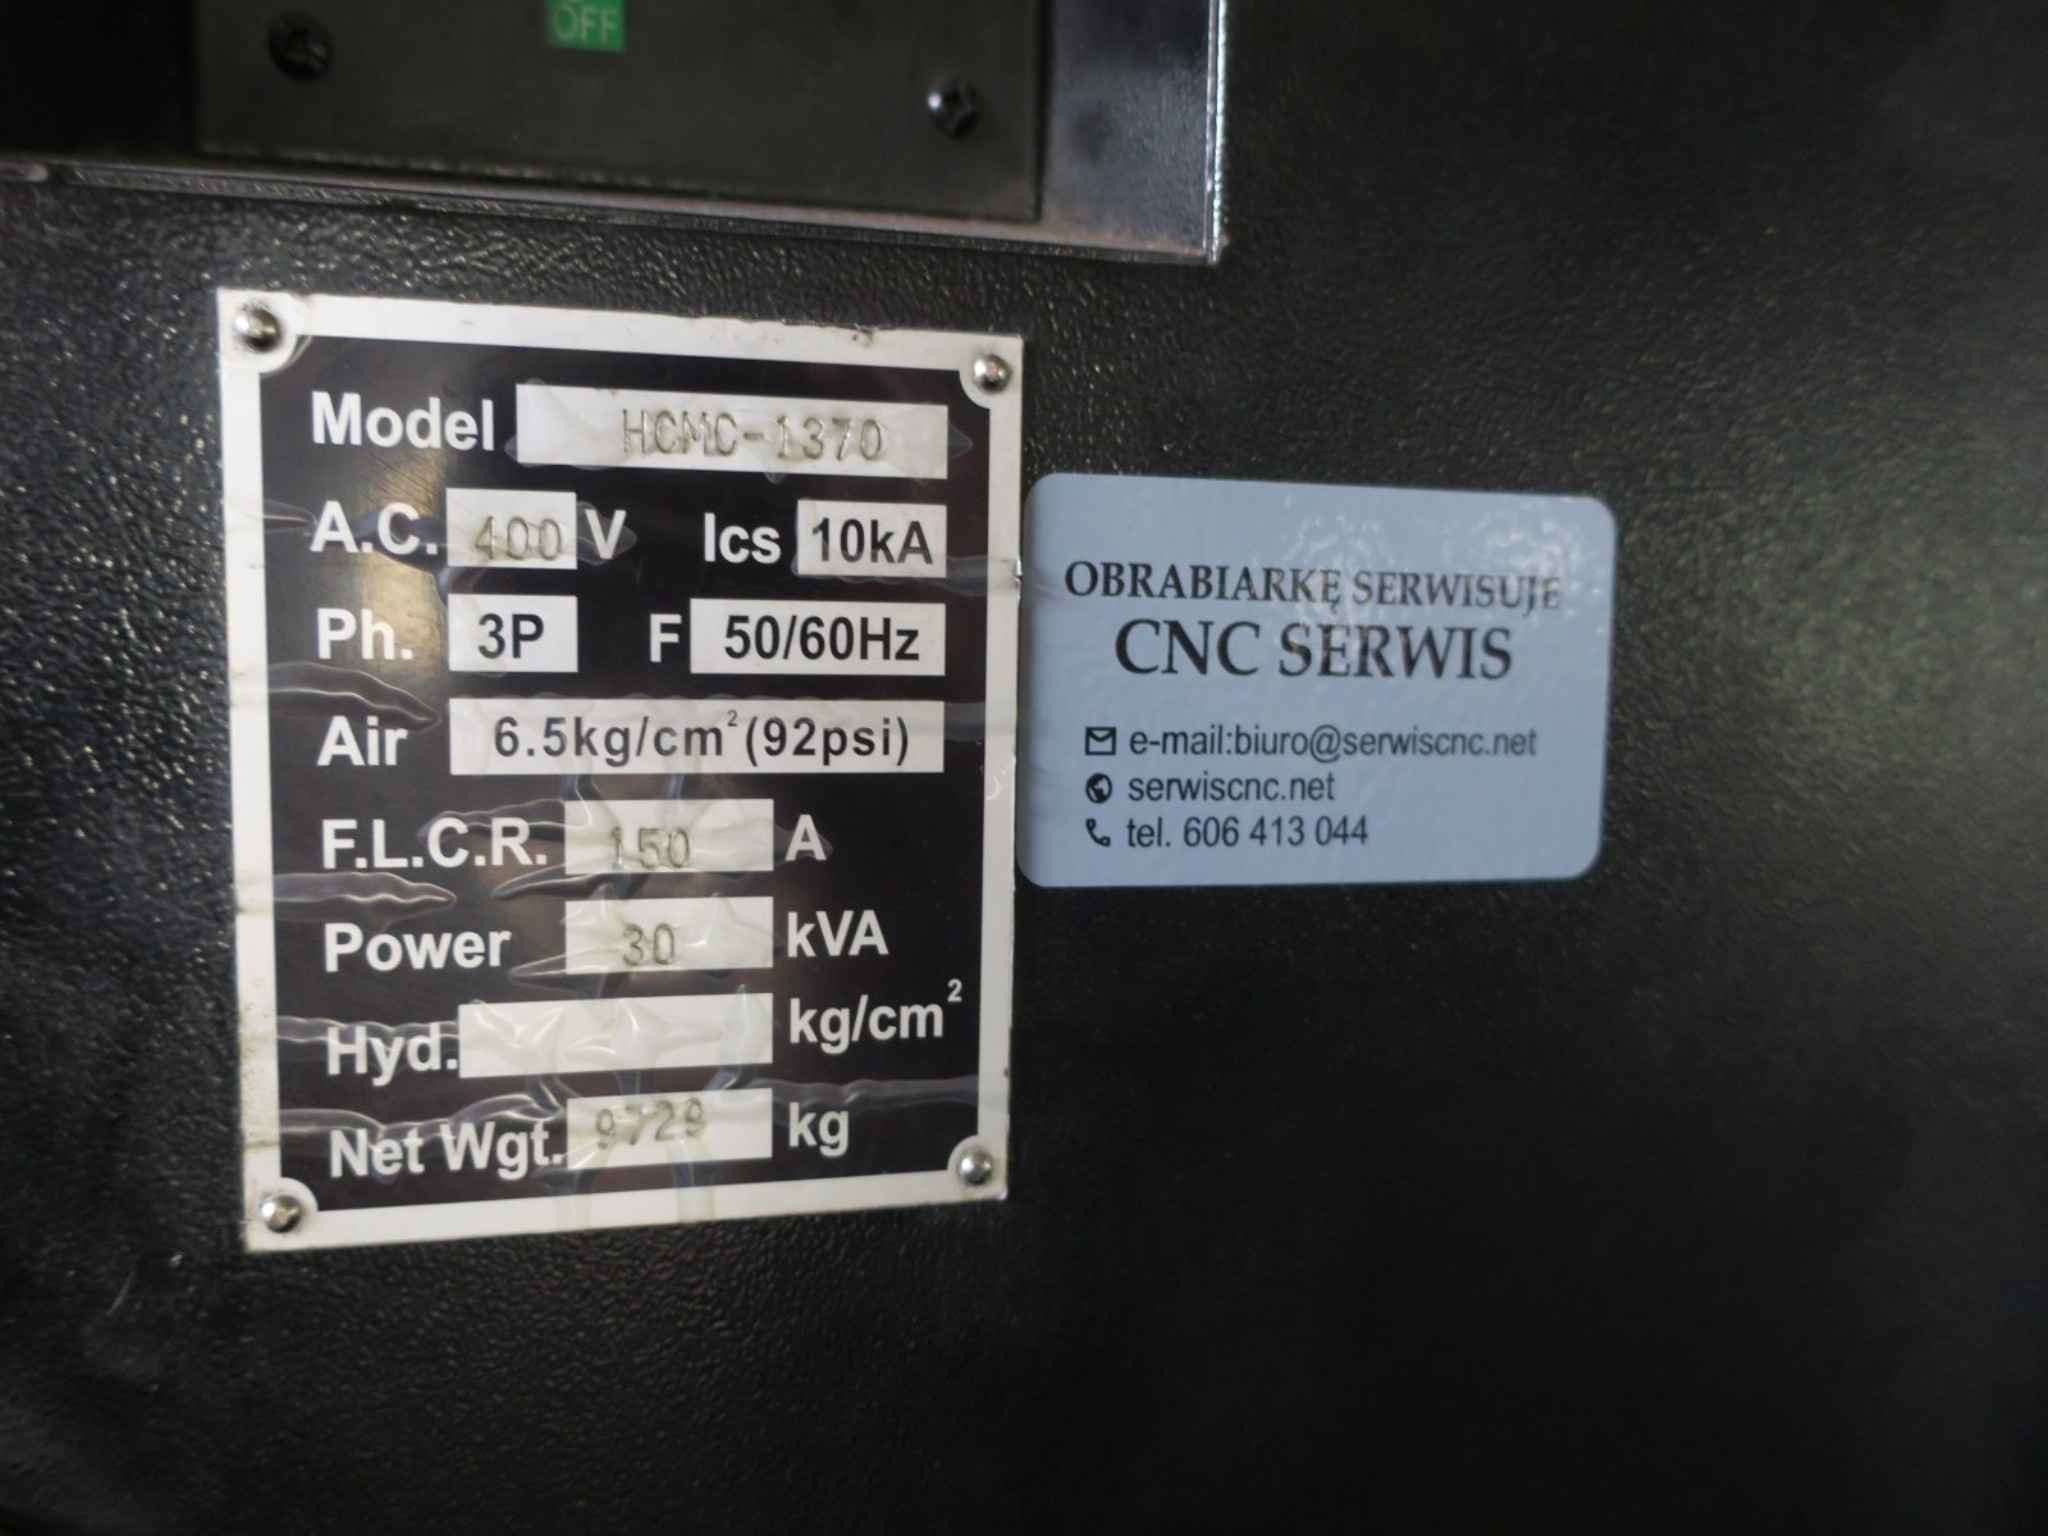 OFF
Model HCMC-1370
A.C. 400 V Ics 10kA
Ph. 3P F 50/60Hz
Air 6.5kg/cm²(92psi)
F.L.C.R. 150 A
Power 30 kVA
Hyd. kg/cm²
Net Wgt. 9729 kg
OBRABIARKĘ SERWISUJE
CNC SERWIS
e-mail:biuro@serwiscnc.net
serwiscnc.net
tel. 606 413 044